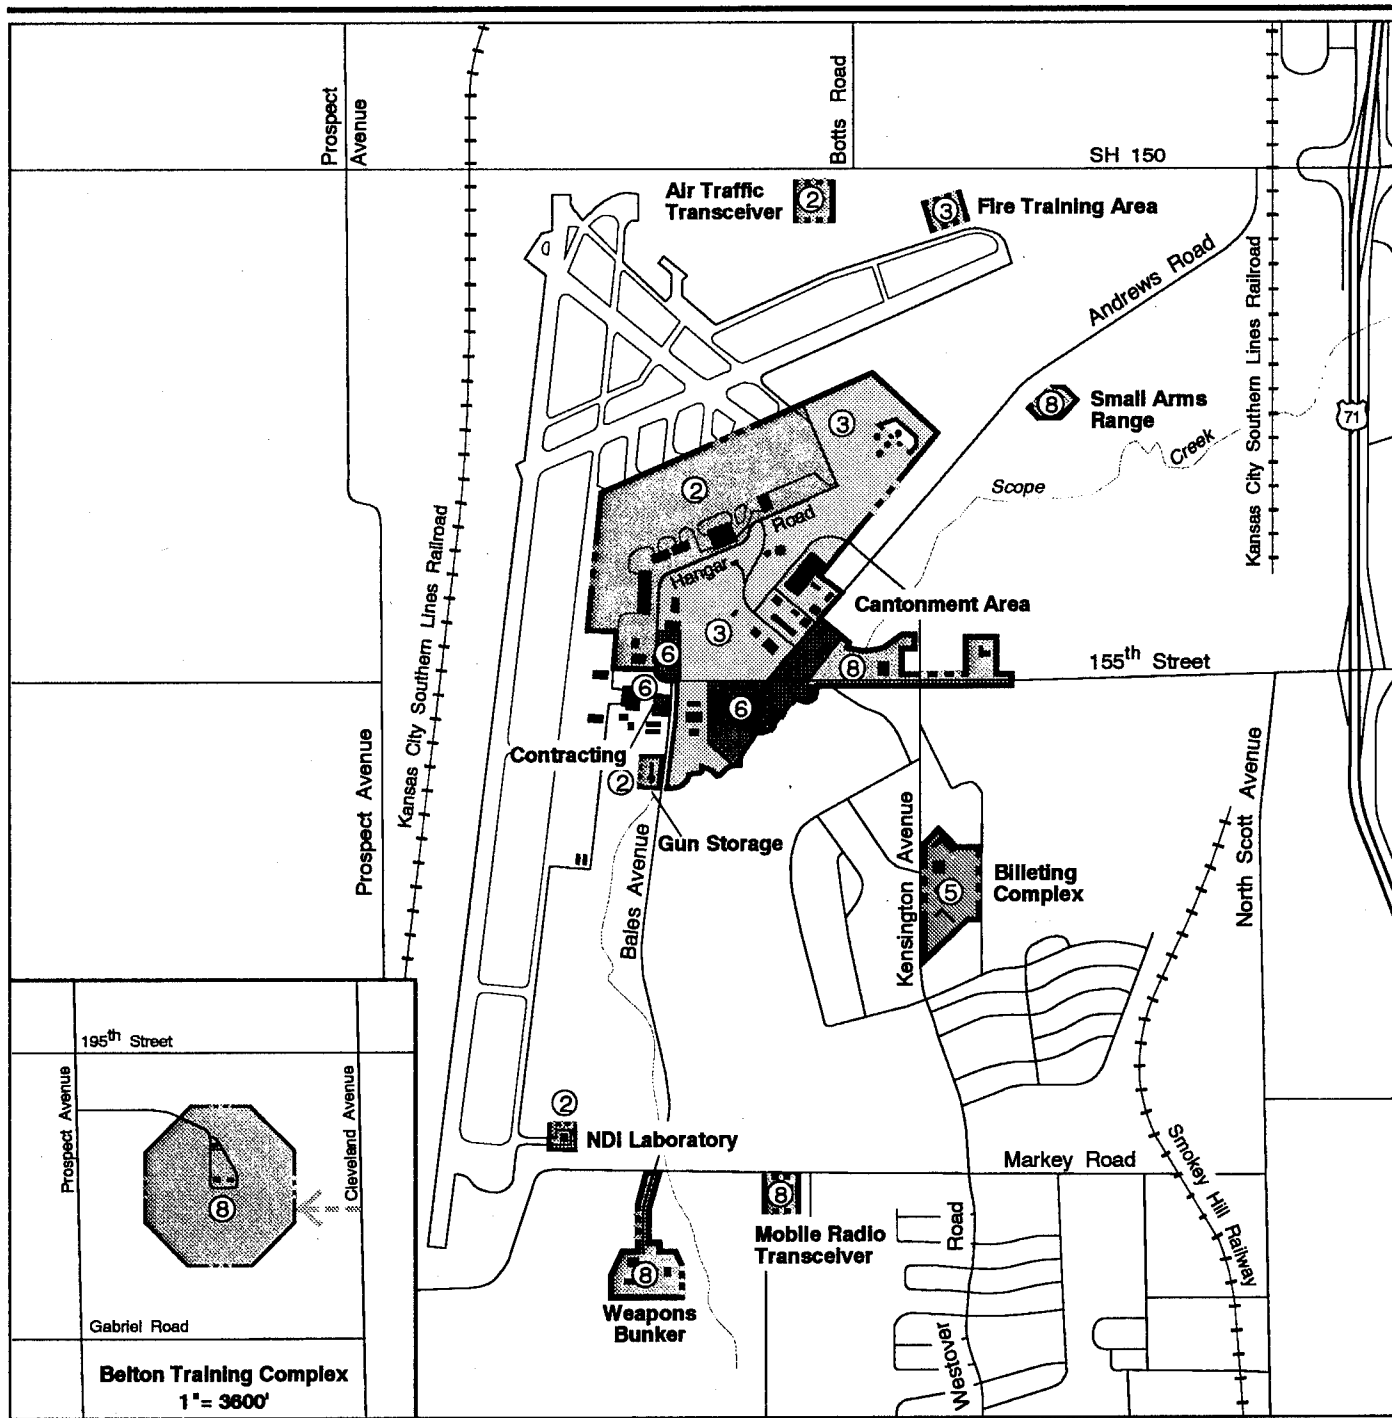 Prospect
Avenue
Botts Road
SH 150
Air Traffic
Transceiver
2
3
Fire Training Area
Andrews Road
Kansas City Southern Lines Railroad
71
8
Small Arms
Range
Scope
Creek
3
2
Road
Hangar
Kansas City Southern Lines Railroad
Cantonment Area
3
6
8
155th Street
6
6
Contracting
2
Gun Storage
Prospect Avenue
Bales Avenue
Kensington Avenue
North Scott Avenue
5
Billeting
Complex
195th Street
Prospect Avenue
Cleveland Avenue
8
Gabriel Road
Belton Training Complex
1"= 3600'
2
NDI Laboratory
Markey Road
Smokey Hill Railway
8
Mobile Radio
Transceiver
8
Weapons
Bunker
Westover Road